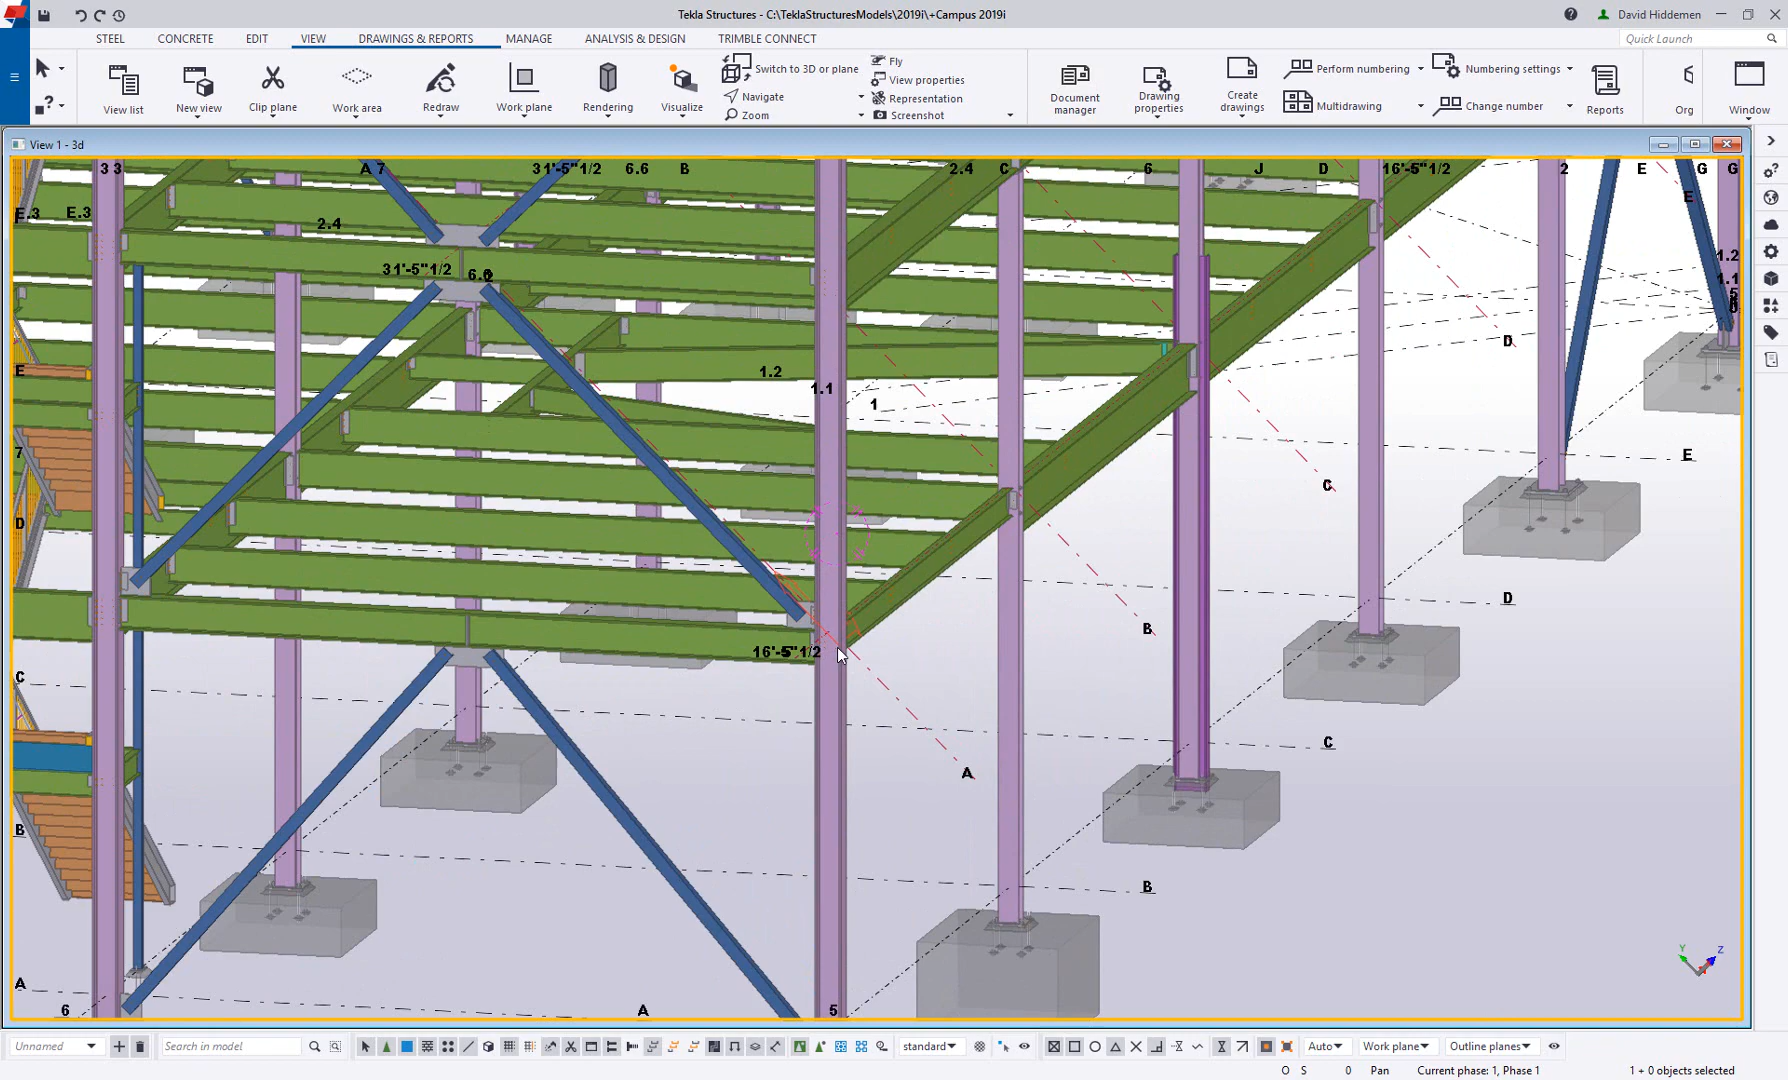 Tekla Structures - C:\TeklaStructuresModels\2019i\+Campus 2019i
David Hiddemen
STEEL CONCRETE EDIT VIEW DRAWINGS & REPORTS MANAGE ANALYSIS & DESIGN TRIMBLE CONNECT
Quick Launch
View list
New view
Clip plane
Work area
Redraw
Work plane
Rendering
Visualize
Switch to 3D or plane
Navigate
Zoom
Fly
View properties
Representation
Screenshot
Document manager
Drawing properties
Create drawings
Perform numbering
Multidrawing
Numbering settings
Change number
Reports
Org
Window
View 1 - 3d
3 3 A 7 31'-5"1/2 6.6 B 2.4 C 6 J D 16'-5"1/2 2 E G G
E.3 E.3 2.4 E
31'-5"1/2 6.6 1.2
1.1
D
E 1.2 1.1 1
7 E
C
D D
B
16'-5"1/2
C C
A
B B
A
6 A 5
Y Z
Unnamed Search in model standard Auto Work plane Outline planes
O S 0 Pan Current phase: 1, Phase 1 1 + 0 objects selected